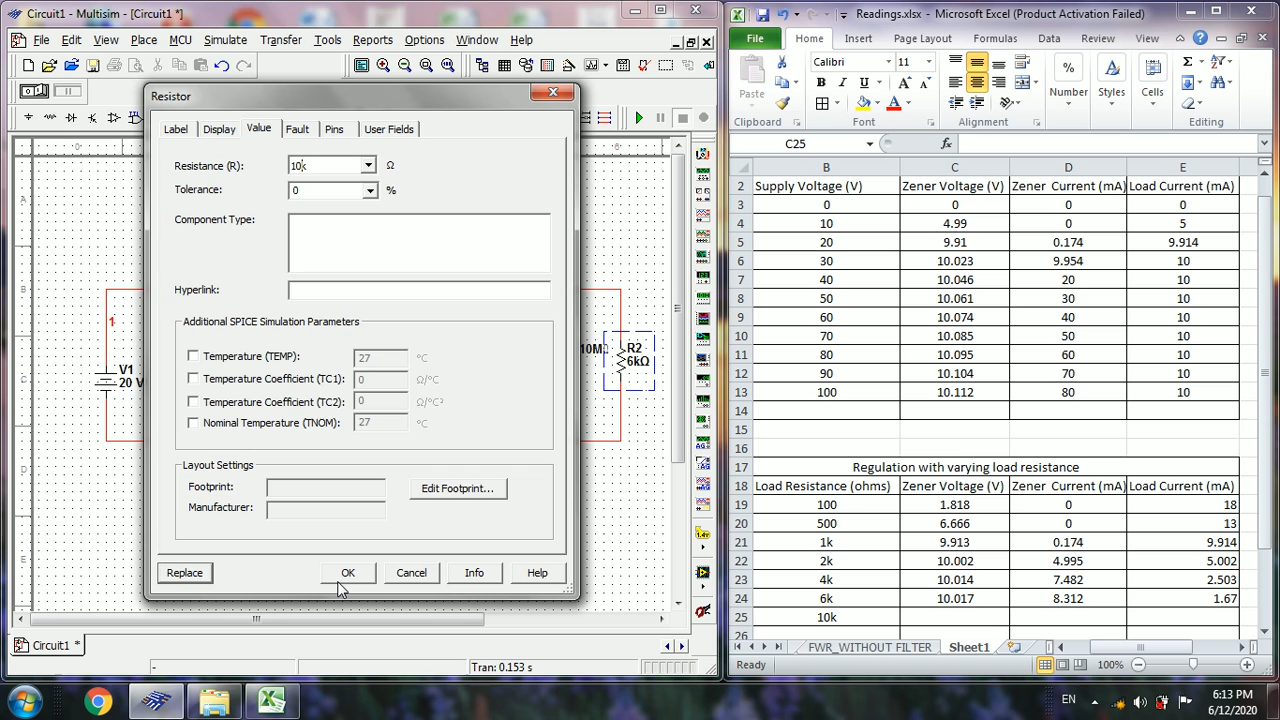 Circuit1 - Multisim - [Circuit1 *]
File Edit View Place MCU Simulate Transfer Tools Reports Options Window Help
Resistor
Label Display Value Fault Pins User Fields
Resistance (R): 10k Ω
Tolerance: 0 %
Component Type:
Hyperlink:
Additional SPICE Simulation Parameters
Temperature (TEMP): 27 °C
Temperature Coefficient (TC1): 0 Ω/°C
Temperature Coefficient (TC2): 0 Ω/°C²
Nominal Temperature (TNOM): 27 °C
Layout Settings
Footprint: Edit Footprint...
Manufacturer:
Replace OK Cancel Info Help
1
V1
20 V
10MΩ
R2
6kΩ
A
B
C
D
E
0
6
Circuit1 *
- Tran: 0.153 s
Readings.xlsx - Microsoft Excel (Product Activation Failed)
File Home Insert Page Layout Formulas Data Review View
Calibri 11
Paste
B I U
Number Styles Cells
Clipboard Font Alignment Editing
C25 fx
B C D E
2 Supply Voltage (V) Zener Voltage (V) Zener Current (mA) Load Current (mA)
3 0 0 0 0
4 10 4.99 0 5
5 20 9.91 0.174 9.914
6 30 10.023 9.954 10
7 40 10.046 20 10
8 50 10.061 30 10
9 60 10.074 40 10
10 70 10.085 50 10
11 80 10.095 60 10
12 90 10.104 70 10
13 100 10.112 80 10
14
15
16
17 Regulation with varying load resistance
18 Load Resistance (ohms) Zener Voltage (V) Zener Current (mA) Load Current (mA)
19 100 1.818 0 18
20 500 6.666 0 13
21 1k 9.913 0.174 9.914
22 2k 10.002 4.995 5.002
23 4k 10.014 7.482 2.503
24 6k 10.017 8.312 1.67
25 10k
26
FWR_WITHOUT FILTER Sheet1
Ready 100%
EN 6:13 PM
6/12/2020